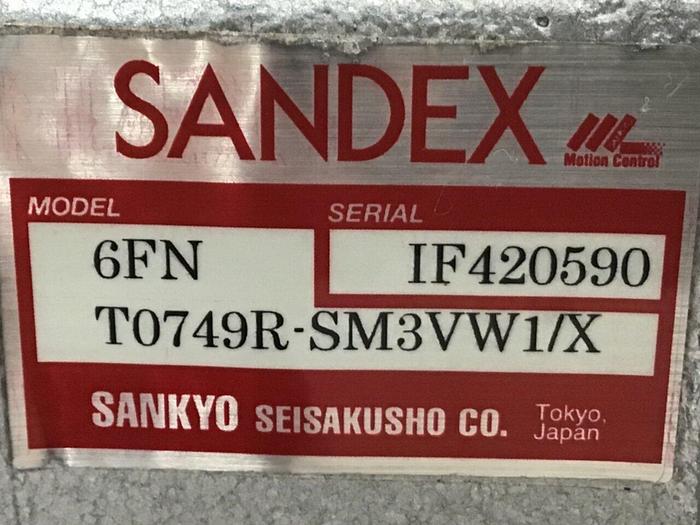 SANDEX
Motion Control
MODEL
SERIAL
6FN
IF420590
T0749R-SM3VW1/X
SANKYO SEISAKUSHO CO. Tokyo, Japan